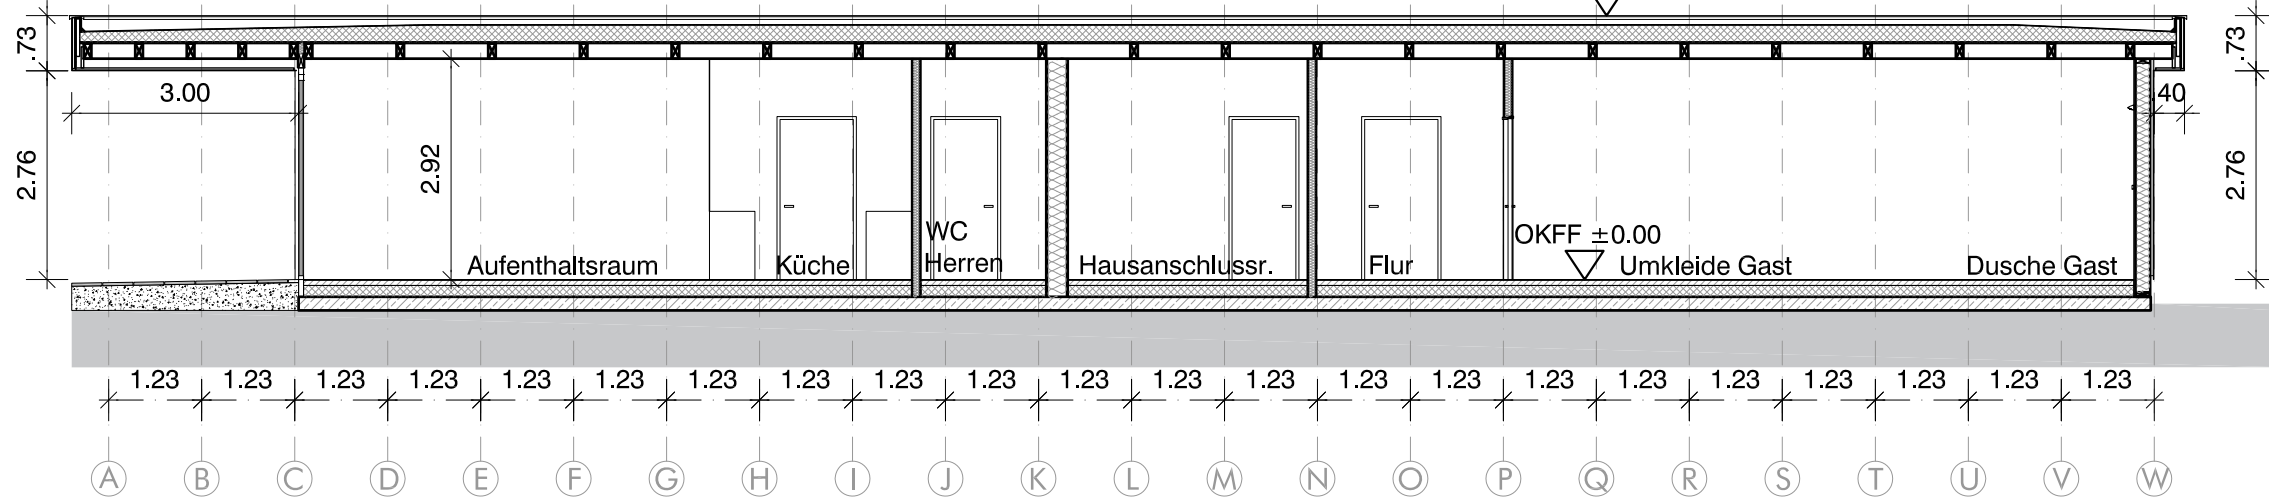 .73
.73
3.00
40
2.76
2.92
2.76
WC
Herren
OKFF ±0.00
Aufenthaltsraum
Küche
Hausanschlussr.
Flur
Umkleide Gast
Dusche Gast
1.23 1.23 1.23 1.23 1.23 1.23 1.23 1.23 1.23 1.23 1.23 1.23 1.23 1.23 1.23 1.23 1.23 1.23 1.23 1.23 1.23 1.23
A B C D E F G H I J K L M N O P Q R S T U V W